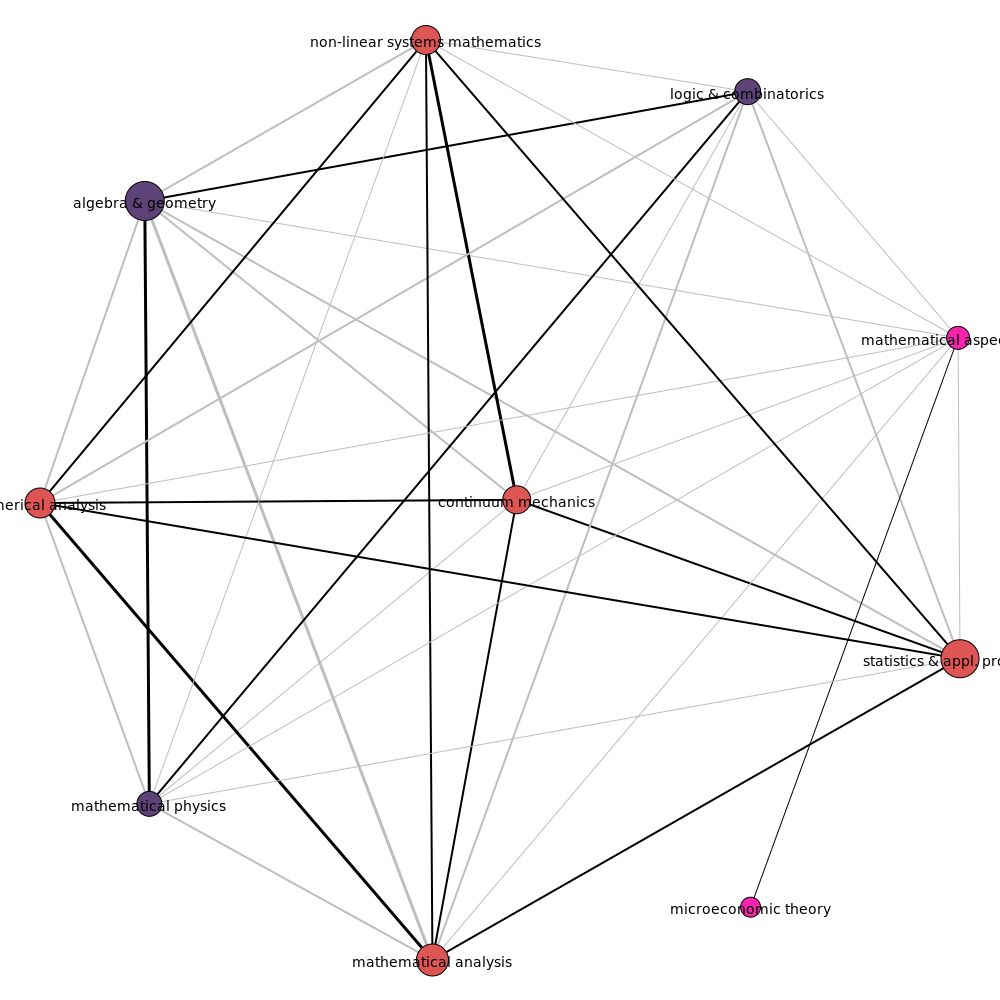 non-linear systems mathematics
logic & combinatorics
algebra & geometry
mathematical aspec
continuum mechanics
nerical analysis
statistics & appl. pro
mathematical physics
microeconomic theory
mathematical analysis